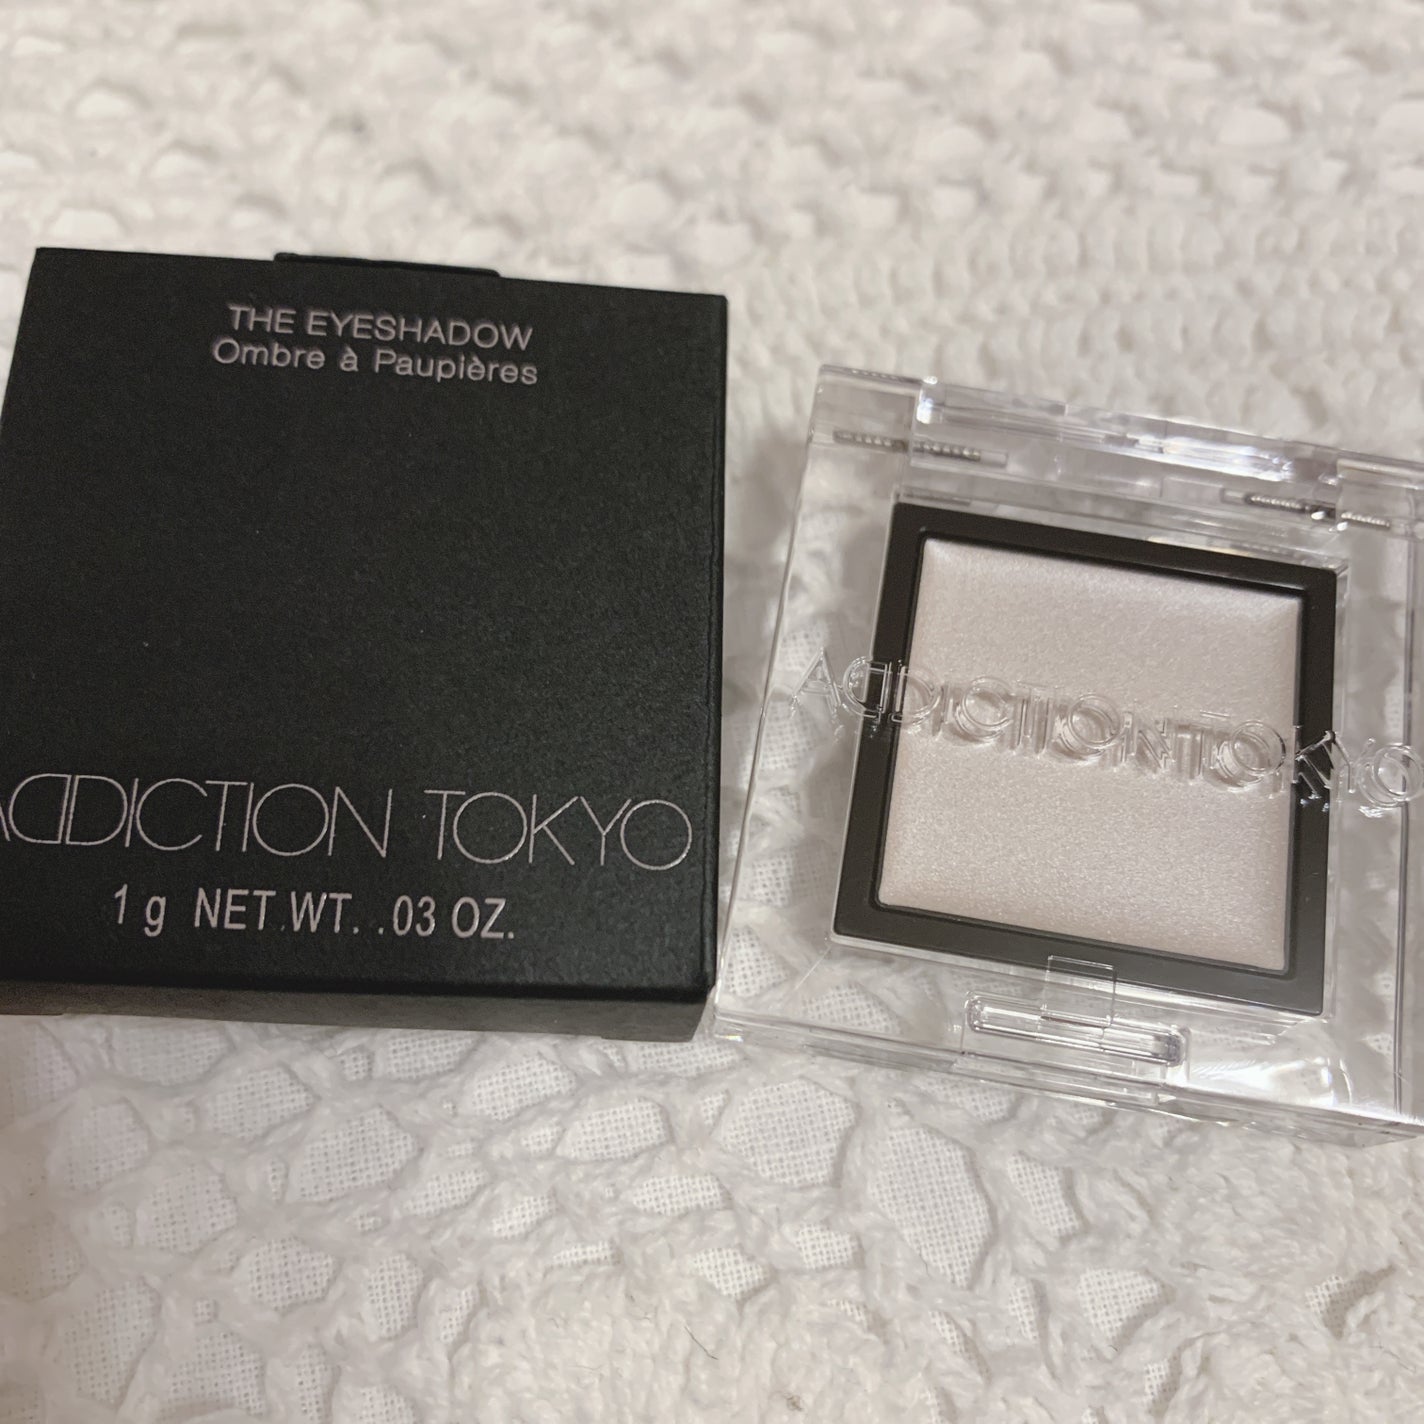 THE EYESHADOW
Ombre à Paupières
ADDICTION TOKYO
1 g NET WT. .03 OZ.
ADDICTION TOKYO